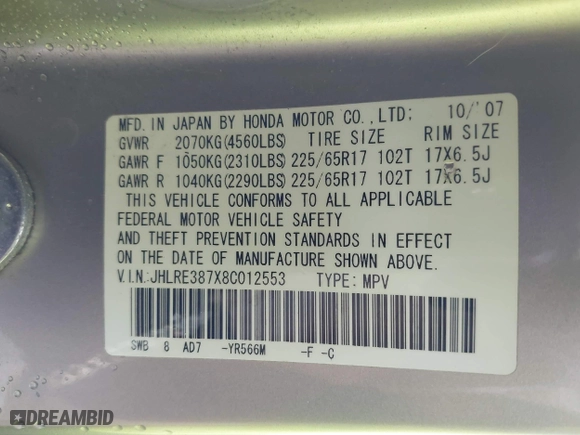 MFD. IN JAPAN BY HONDA MOTOR CO., LTD; 10/'07
GVWR 2070KG(4560LBS) TIRE SIZE RIM SIZE
GAWR F 1050KG(2310LBS) 225/65R17 102T 17X6.5J
GAWR R 1040KG(2290LBS) 225/65R17 102T 17X6.5J
THIS VEHICLE CONFORMS TO ALL APPLICABLE
FEDERAL MOTOR VEHICLE SAFETY
AND THEFT PREVENTION STANDARDS IN EFFECT
ON THE DATE OF MANUFACTURE SHOWN ABOVE.
V.I.N:JHLRE387X8C012553 TYPE: MPV
SWB 8 AD7 -YR566M -F -C
DREAMBID